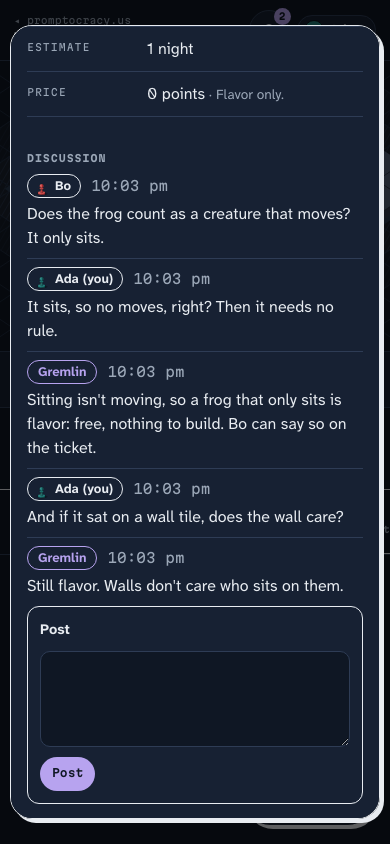 • promptocracy.us
2
ESTIMATE 1 night
PRICE 0 points · Flavor only.
DISCUSSION
Bo 10:03 pm
Does the frog count as a creature that moves?
It only sits.
Ada (you) 10:03 pm
It sits, so no moves, right? Then it needs no
rule.
Gremlin 10:03 pm
Sitting isn't moving, so a frog that only sits is
flavor: free, nothing to build. Bo can say so on
the ticket.
Ada (you) 10:03 pm
And if it sat on a wall tile, does the wall care?
Gremlin 10:03 pm
Still flavor. Walls don't care who sits on them.
Post
Post